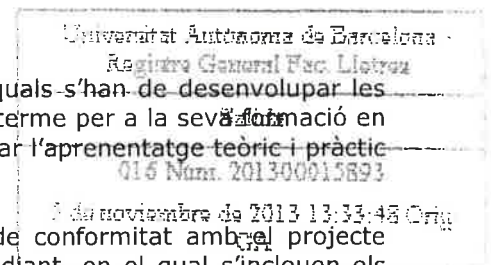 Universitat Autònoma de Barcelona
Registre General Fac. Lletres
quals s'han de desenvolupar les
terme per a la seva formació en
ar l'aprenentatge teòric i pràctic
016 Núm. 201300015893
5 de noviembre de 2013 13:33:48
de conformitat amb el projecte
diant, en el qual s'inclouen els